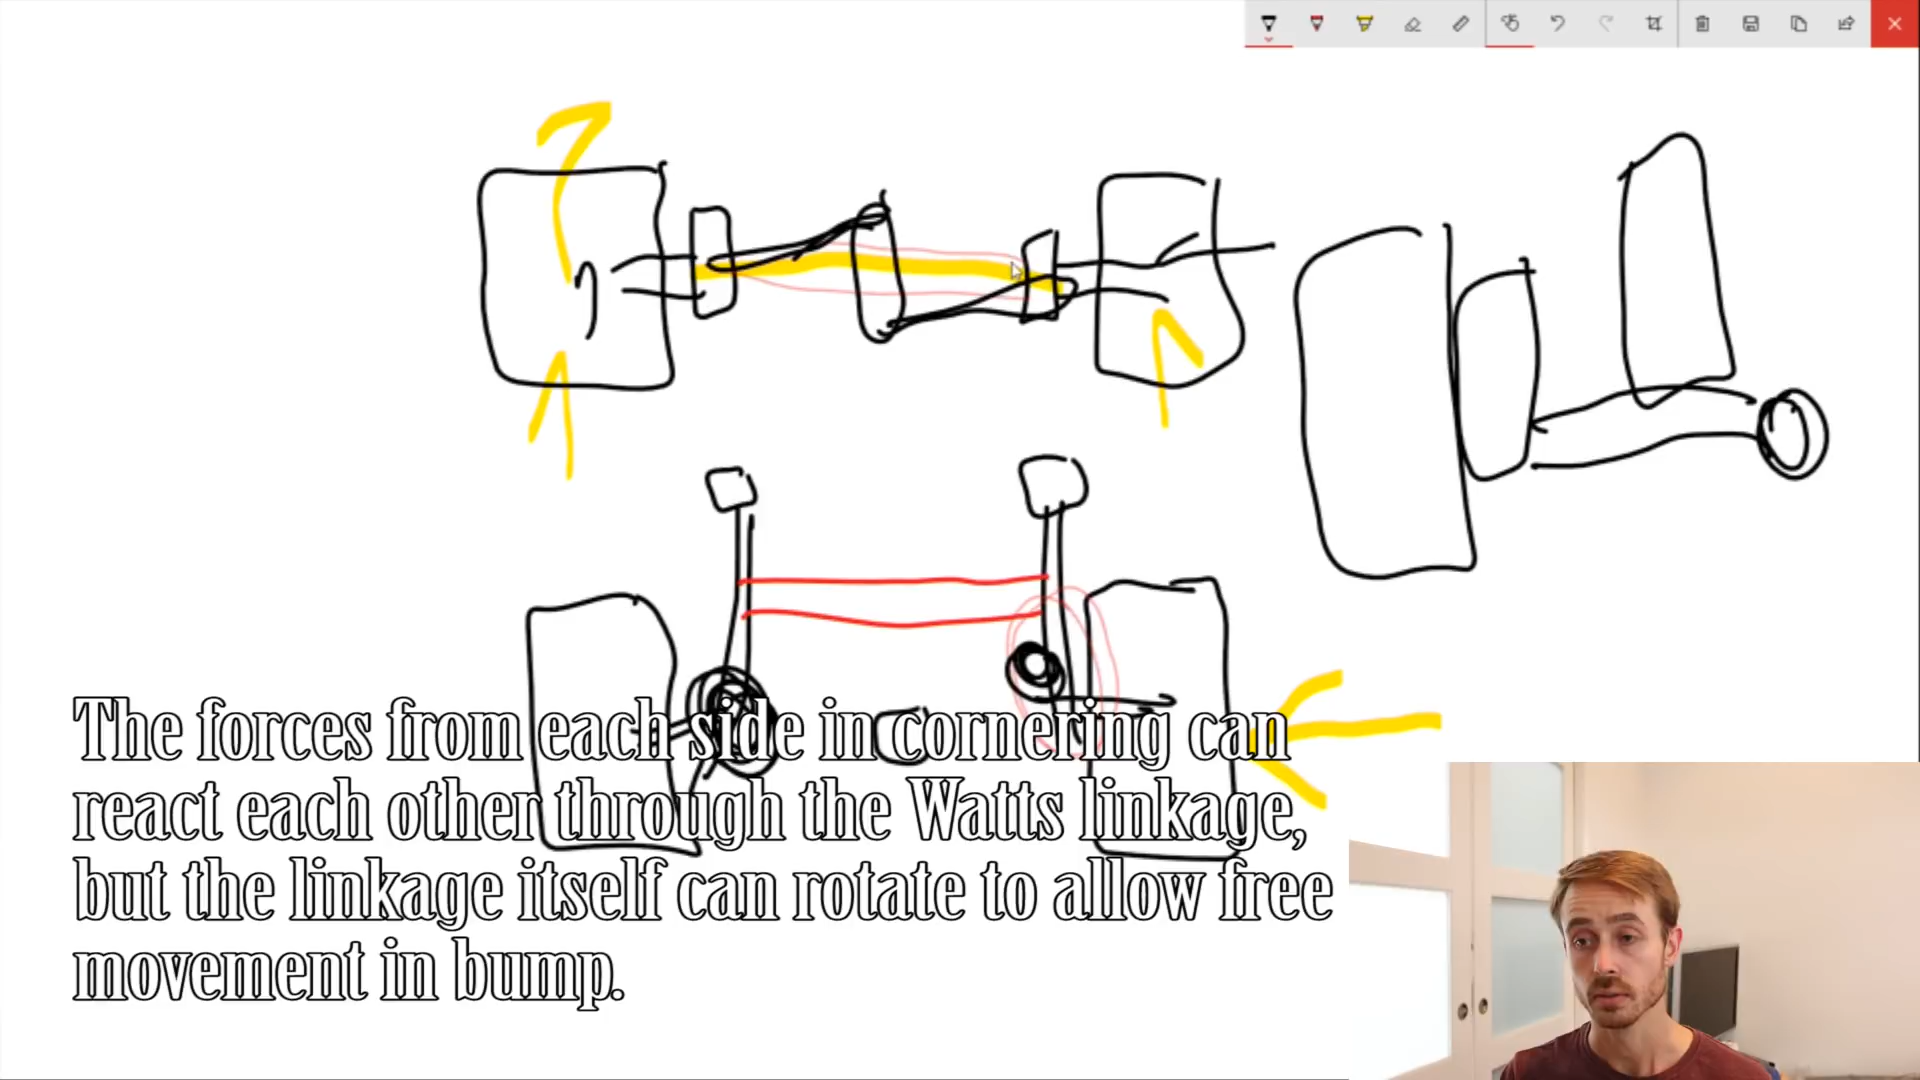 The forces from each side in cornering can
react each other through the Watts linkage,
but the linkage itself can rotate to allow free
movement in bump.